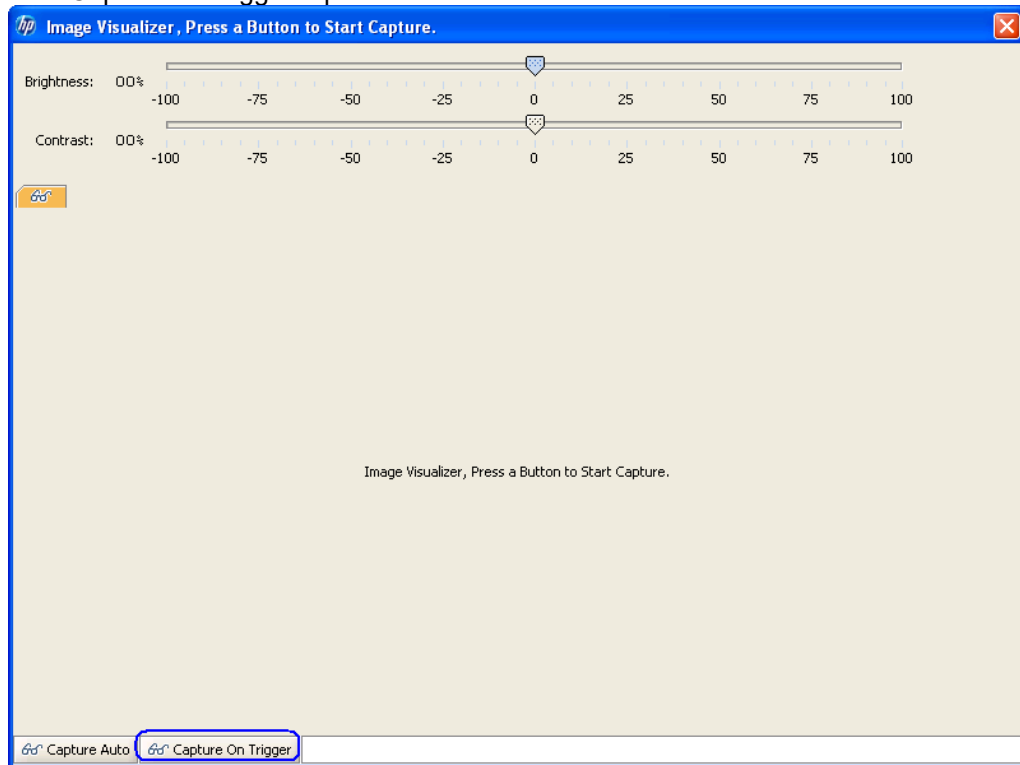 hp Image Visualizer, Press a Button to Start Capture.
Brightness: 00%
-100 -75 -50 -25 0 25 50 75 100
Contrast: 00%
-100 -75 -50 -25 0 25 50 75 100
Image Visualizer, Press a Button to Start Capture.
Capture Auto Capture On Trigger